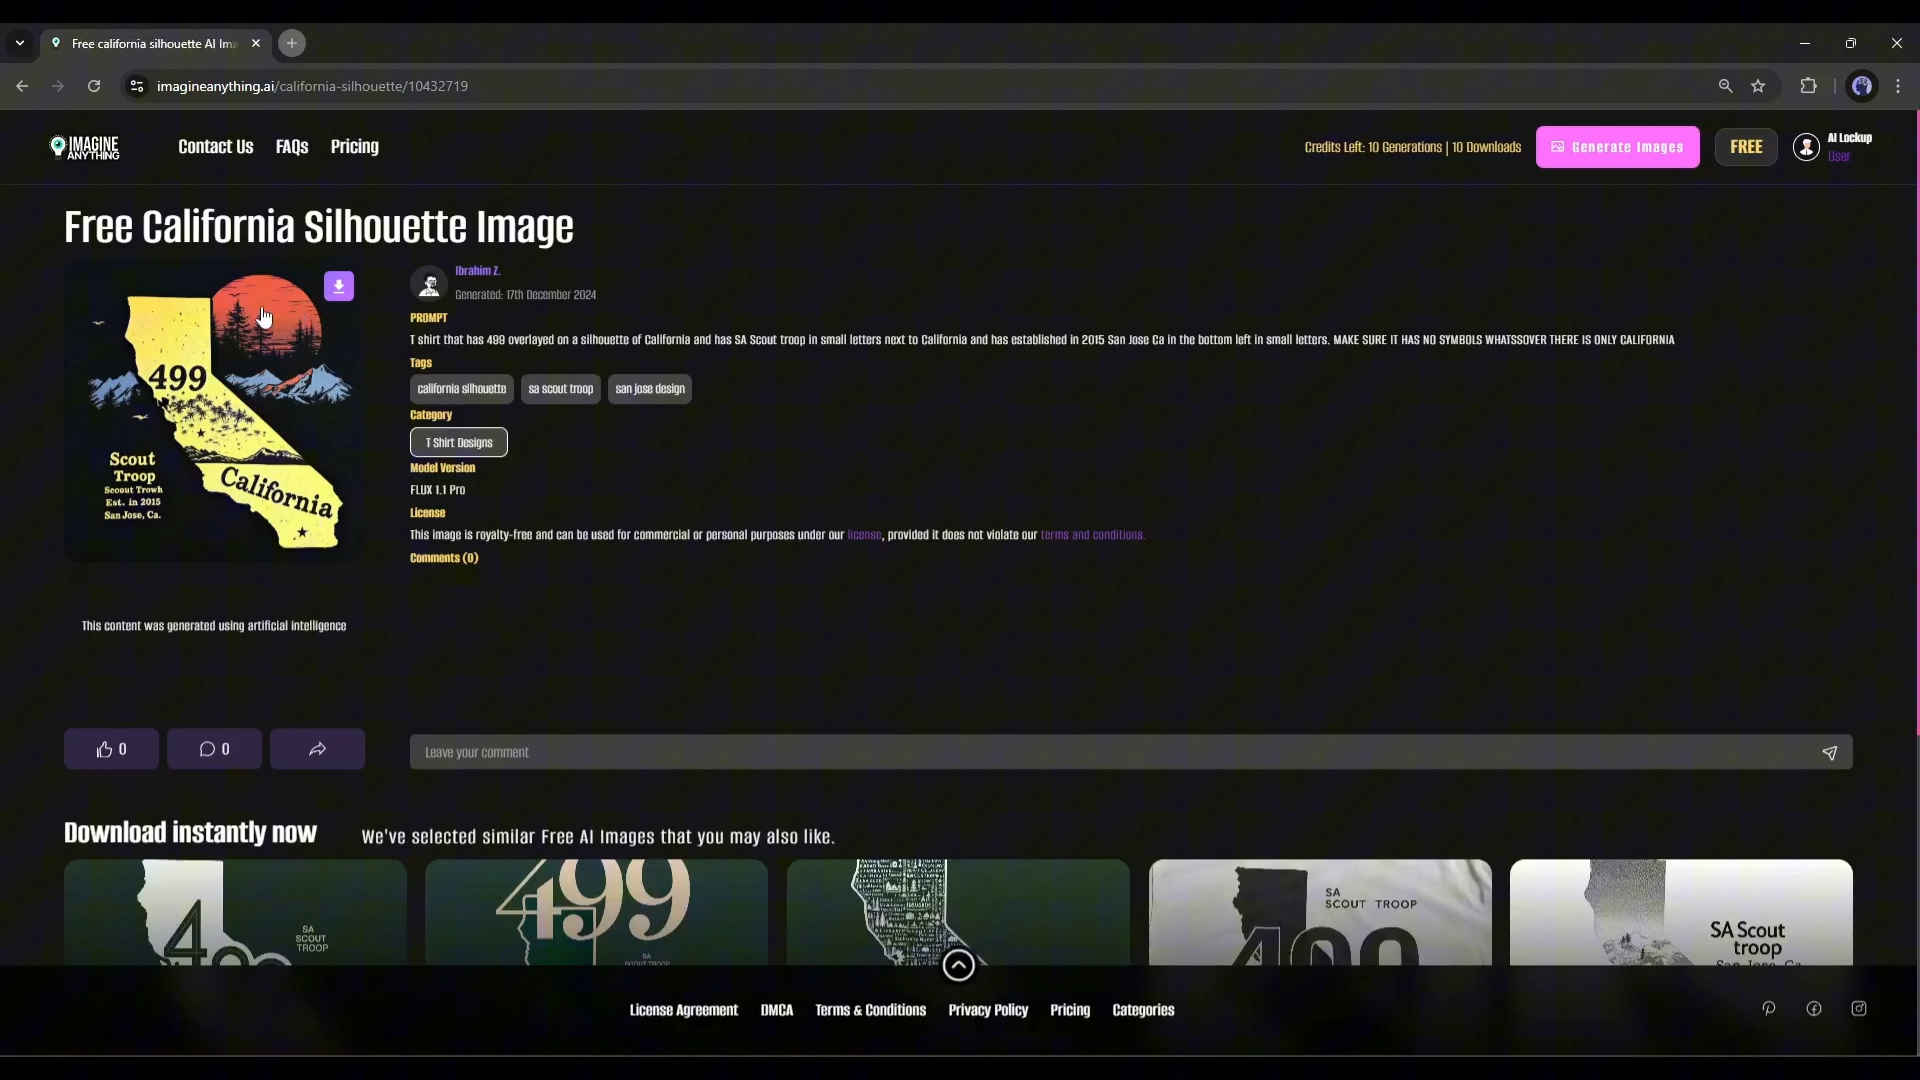 Free california silhouette AI Ima
imagineanything.ai/california-silhouette/10432719
IMAGINE
ANYTHING
Contact Us
FAQs
Pricing
Credits Left: 10 Generations | 10 Downloads
Generate Images
FREE
AI Lockup
User
Free California Silhouette Image
499
Scout
Troop
Scoout Trowh
Est. in 2015
San Jose, Ca.
California
Ibrahim Z.
Generated: 17th December 2024
PROMPT
T shirt that has 499 overlayed on a silhouette of California and has SA Scout troop in small letters next to California and has established in 2015 San Jose Ca in the bottom left in small letters. MAKE SURE IT HAS NO SYMBOLS WHATSSOVER THERE IS ONLY CALIFORNIA
Tags
california silhouette
sa scout troop
san jose design
Category
T Shirt Designs
Model Version
FLUX 1.1 Pro
License
This image is royalty-free and can be used for commercial or personal purposes under our license, provided it does not violate our terms and conditions.
Comments (0)
This content was generated using artificial intelligence
0
0
Leave your comment
Download instantly now
We've selected similar Free AI Images that you may also like.
SA
SCOUT
TROOP
499
SA
SCOUT TROOP
SA
SCOUT TROOP
499
SA Scout
troop
San Jose, Ca
License Agreement
DMCA
Terms & Conditions
Privacy Policy
Pricing
Categories